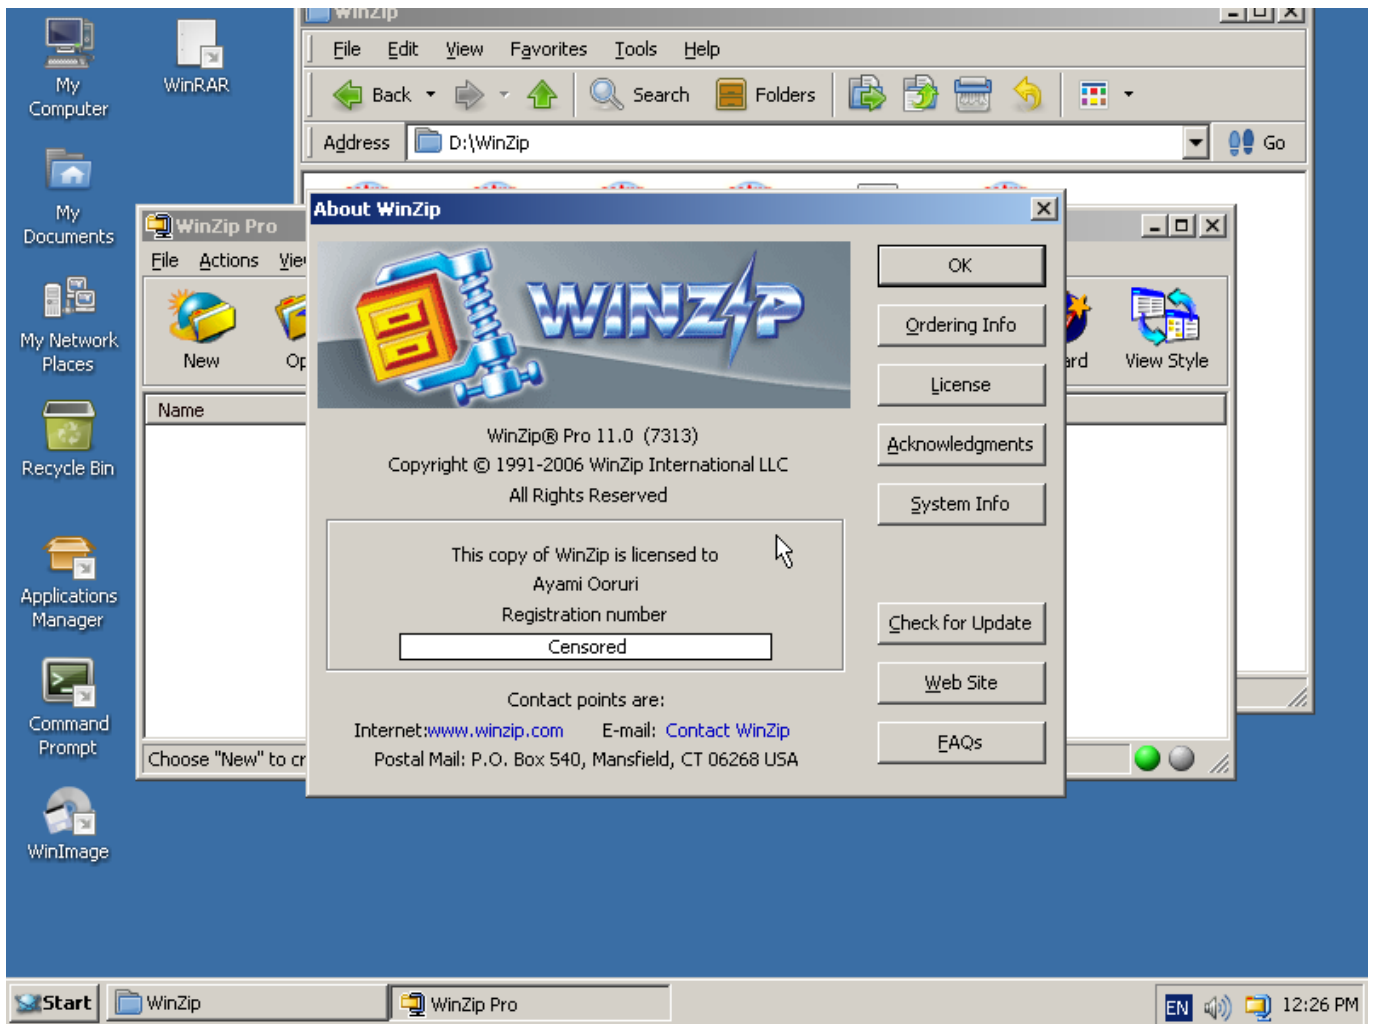 WinZip
File Edit View Favorites Tools Help
Back Search Folders
Address D:\WinZip Go
My Computer
WinRAR
My Documents
My Network Places
Recycle Bin
Applications Manager
Command Prompt
WinImage
WinZip Pro
File Actions
New
View Style
Name
Choose "New" to cr
About WinZip
WINZIP
WinZip® Pro 11.0 (7313)
Copyright © 1991-2006 WinZip International LLC
All Rights Reserved
This copy of WinZip is licensed to
Ayami Ooruri
Registration number
Censored
Contact points are:
Internet:www.winzip.com E-mail: Contact WinZip
Postal Mail: P.O. Box 540, Mansfield, CT 06268 USA
OK
Ordering Info
License
Acknowledgments
System Info
Check for Update
Web Site
FAQs
Start WinZip WinZip Pro EN 12:26 PM